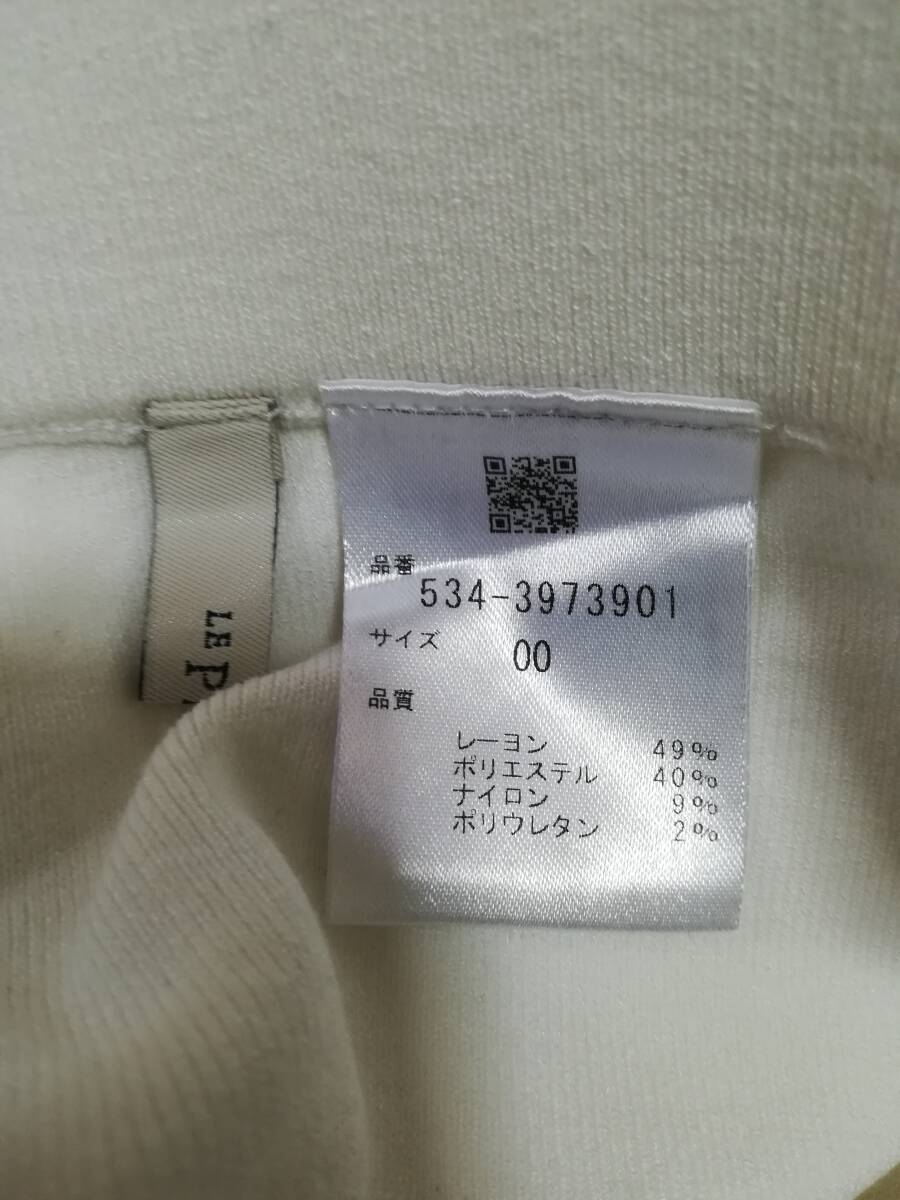 LE
品番
534-3973901
サイズ
00
品質
レーヨン 49%
ポリエステル 40%
ナイロン 9%
ポリウレタン 2%